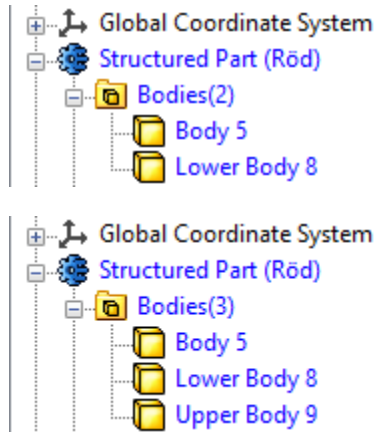 Global Coordinate System
Structured Part (Röd)
Bodies(2)
Body 5
Lower Body 8
Global Coordinate System
Structured Part (Röd)
Bodies(3)
Body 5
Lower Body 8
Upper Body 9